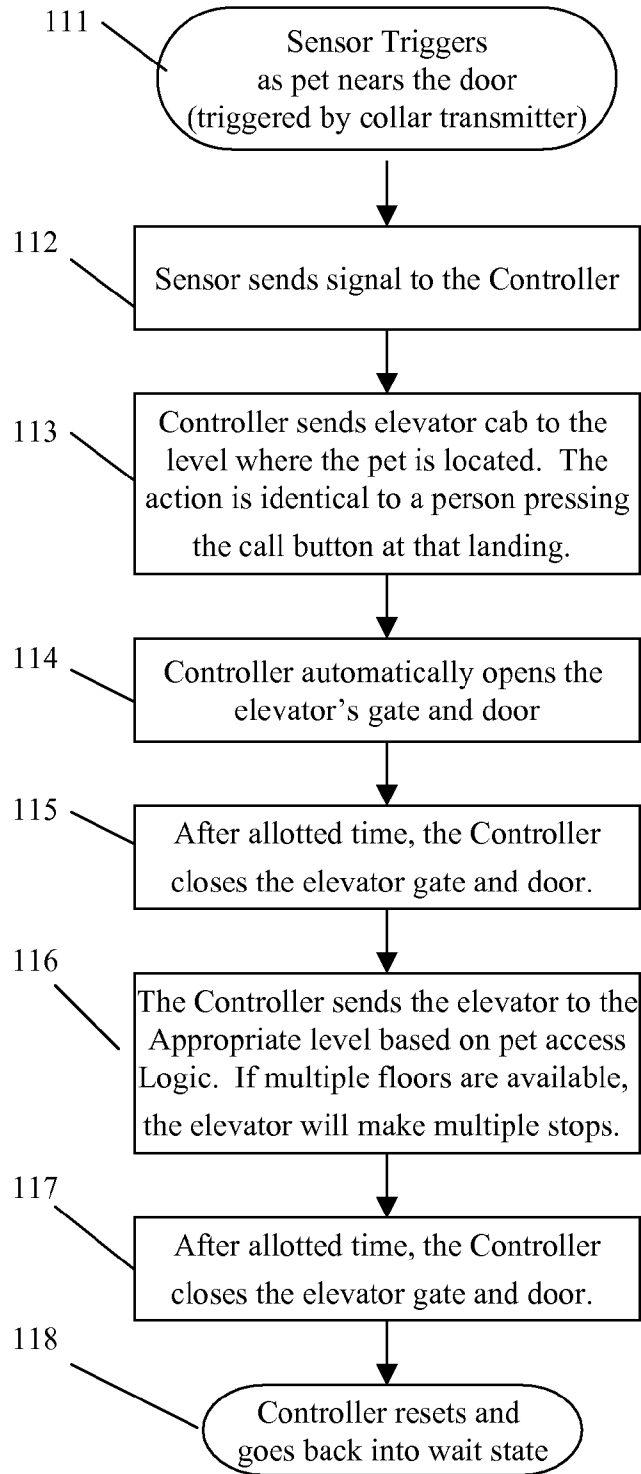 111
Sensor Triggers
as pet nears the door
(triggered by collar transmitter)
112
Sensor sends signal to the Controller
113
Controller sends elevator cab to the
level where the pet is located.  The
action is identical to a person pressing
the call button at that landing.
114
Controller automatically opens the
elevator’s gate and door
115
After allotted time, the Controller
closes the elevator gate and door.
116
The Controller sends the elevator to the
Appropriate level based on pet access
Logic.  If multiple floors are available,
the elevator will make multiple stops.
117
After allotted time, the Controller
closes the elevator gate and door.
118
Controller resets and
goes back into wait state